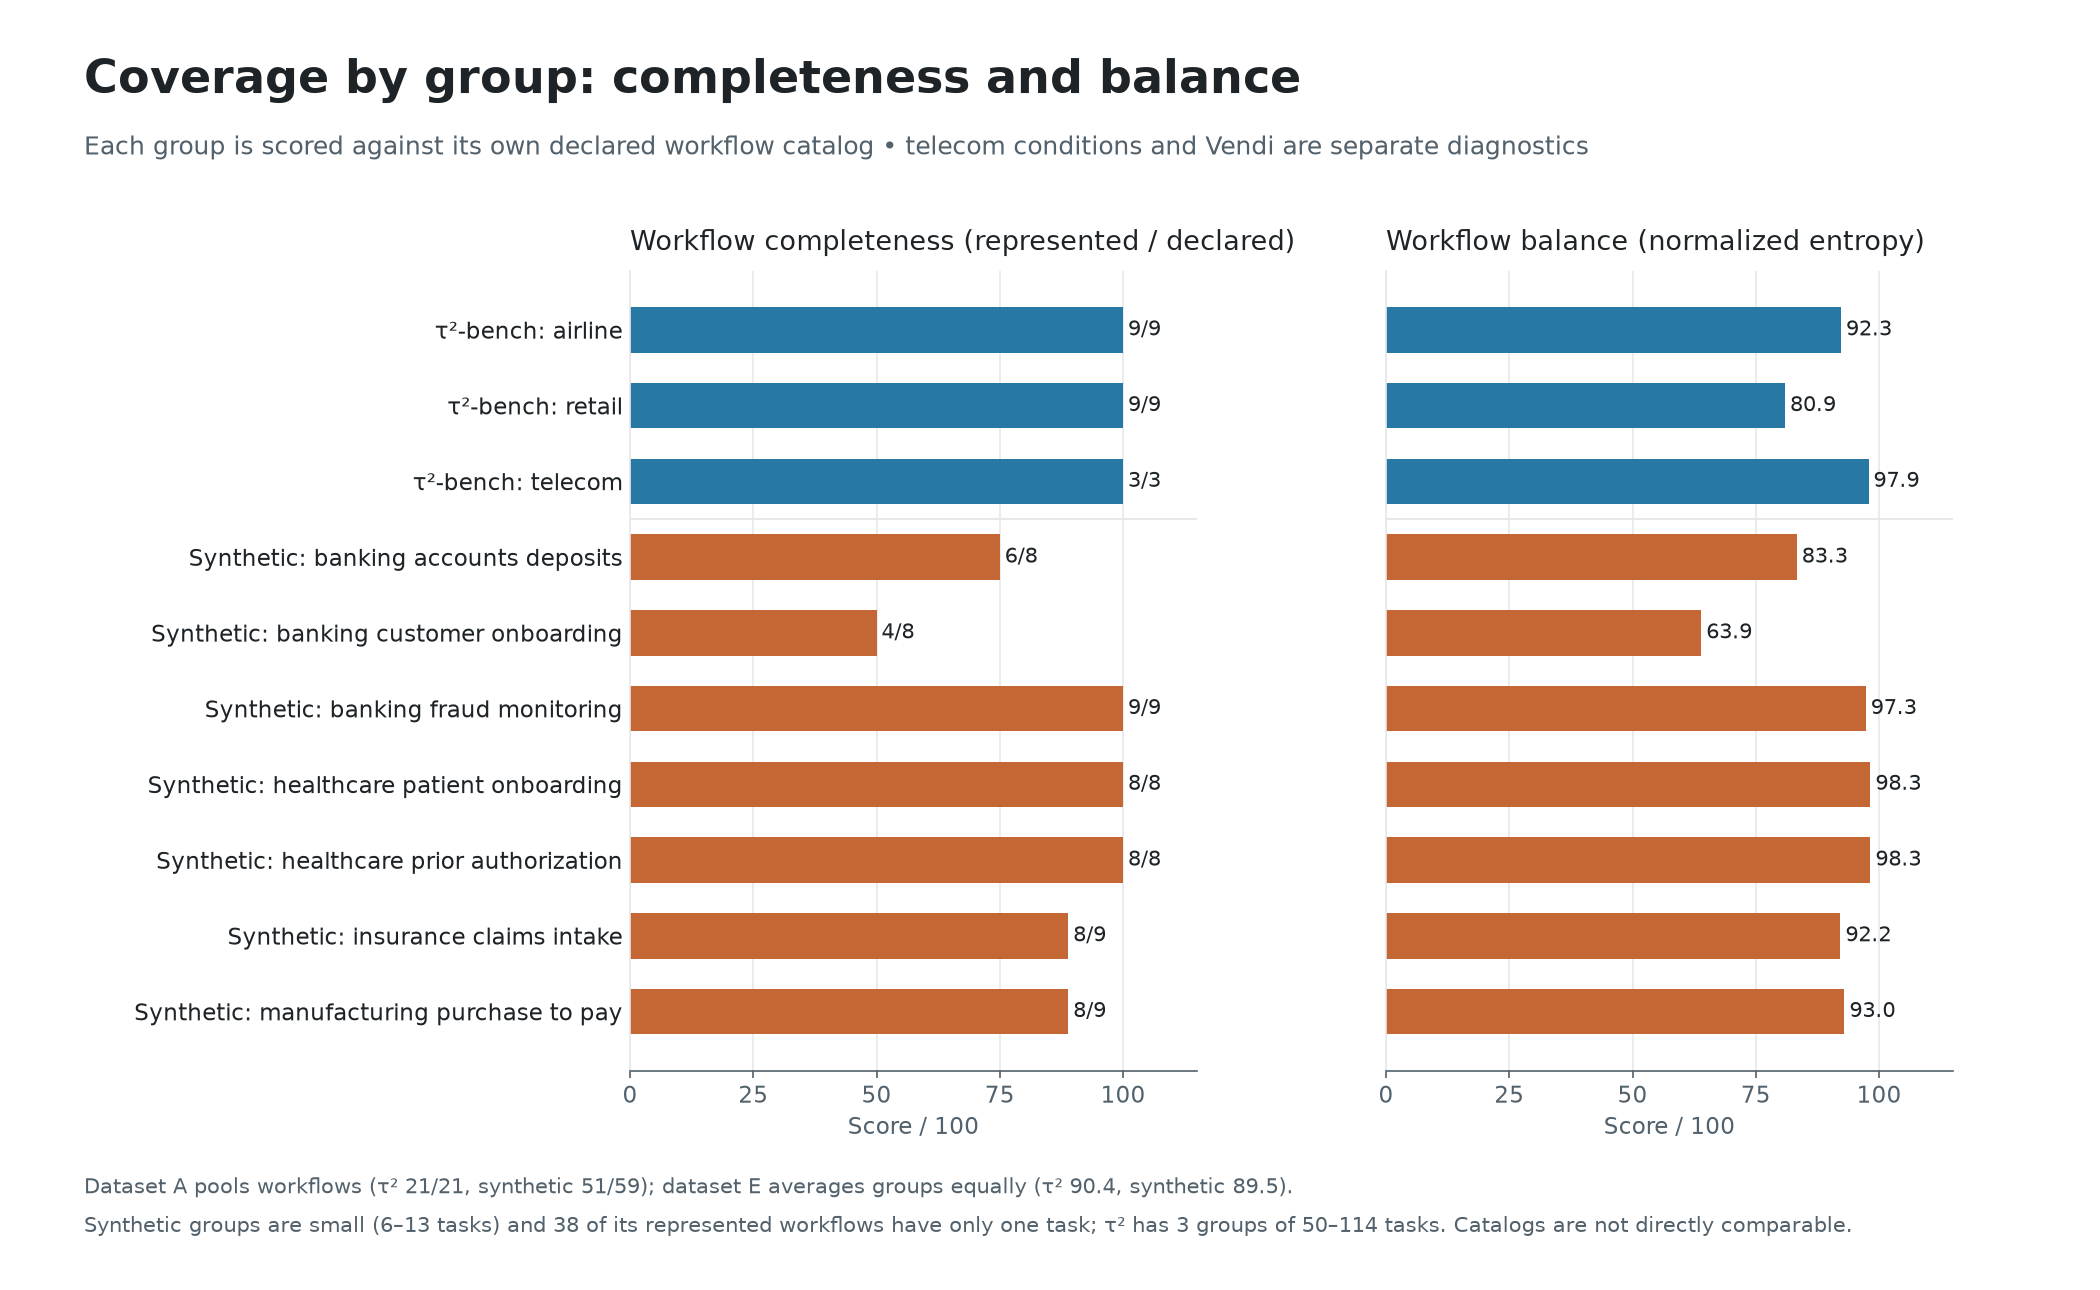 Coverage by group: completeness and balance
Each group is scored against its own declared workflow catalog • telecom conditions and Vendi are separate diagnostics
Workflow completeness (represented / declared)
τ²-bench: airline 9/9
τ²-bench: retail 9/9
τ²-bench: telecom 3/3
Synthetic: banking accounts deposits 6/8
Synthetic: banking customer onboarding 4/8
Synthetic: banking fraud monitoring 9/9
Synthetic: healthcare patient onboarding 8/8
Synthetic: healthcare prior authorization 8/8
Synthetic: insurance claims intake 8/9
Synthetic: manufacturing purchase to pay 8/9
0 25 50 75 100
Score / 100
Workflow balance (normalized entropy)
92.3
80.9
97.9
83.3
63.9
97.3
98.3
98.3
92.2
93.0
0 25 50 75 100
Score / 100
Dataset A pools workflows (τ² 21/21, synthetic 51/59); dataset E averages groups equally (τ² 90.4, synthetic 89.5).
Synthetic groups are small (6–13 tasks) and 38 of its represented workflows have only one task; τ² has 3 groups of 50–114 tasks. Catalogs are not directly comparable.